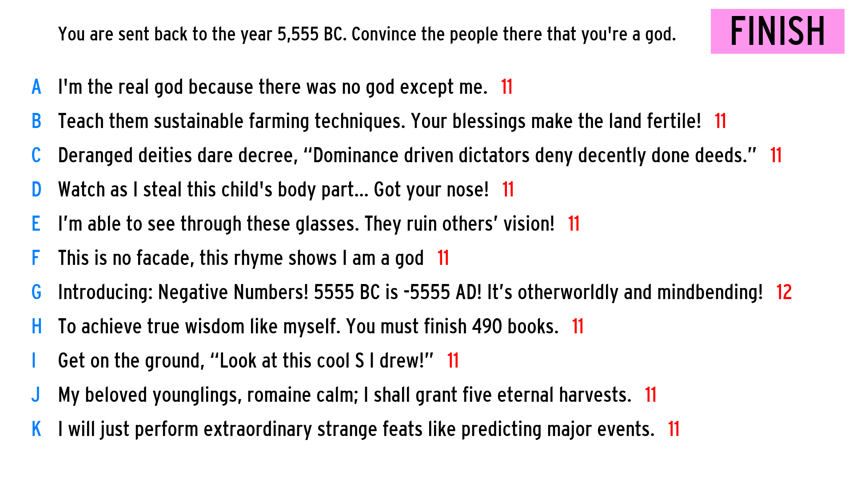 You are sent back to the year 5,555 BC. Convince the people there that you're a god.
FINISH
A I'm the real god because there was no god except me. 11
B Teach them sustainable farming techniques. Your blessings make the land fertile! 11
C Deranged deities dare decree, “Dominance driven dictators deny decently done deeds.” 11
D Watch as I steal this child's body part... Got your nose! 11
E I’m able to see through these glasses. They ruin others’ vision! 11
F This is no facade, this rhyme shows I am a god 11
G Introducing: Negative Numbers! 5555 BC is -5555 AD! It’s otherworldly and mindbending! 12
H To achieve true wisdom like myself. You must finish 490 books. 11
I Get on the ground, “Look at this cool S I drew!” 11
J My beloved younglings, romaine calm; I shall grant five eternal harvests. 11
K I will just perform extraordinary strange feats like predicting major events. 11